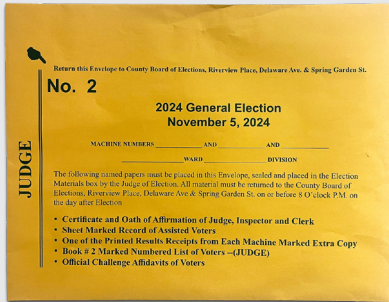 Return this Envelope to County Board of Elections, Riverview Place, Delaware Ave. & Spring Garden St.
No. 2
2024 General Election
November 5, 2024
MACHINE NUMBERS __________ AND __________ AND __________
__________ WARD __________ DIVISION
JUDGE
The following named papers must be placed in this Envelope, sealed and placed in the Election
Materials box by the Judge of Election. All material must be returned to the County Board of
Elections, Riverview Place, Delaware Ave & Spring Garden St. on or before 8 O'clock P.M. on
the day after Election
• Certificate and Oath of Affirmation of Judge, Inspector and Clerk
• Sheet Marked Record of Assisted Voters
• One of the Printed Results Receipts from Each Machine Marked Extra Copy
• Book # 2 Marked Numbered List of Voters –(JUDGE)
• Official Challenge Affidavits of Voters